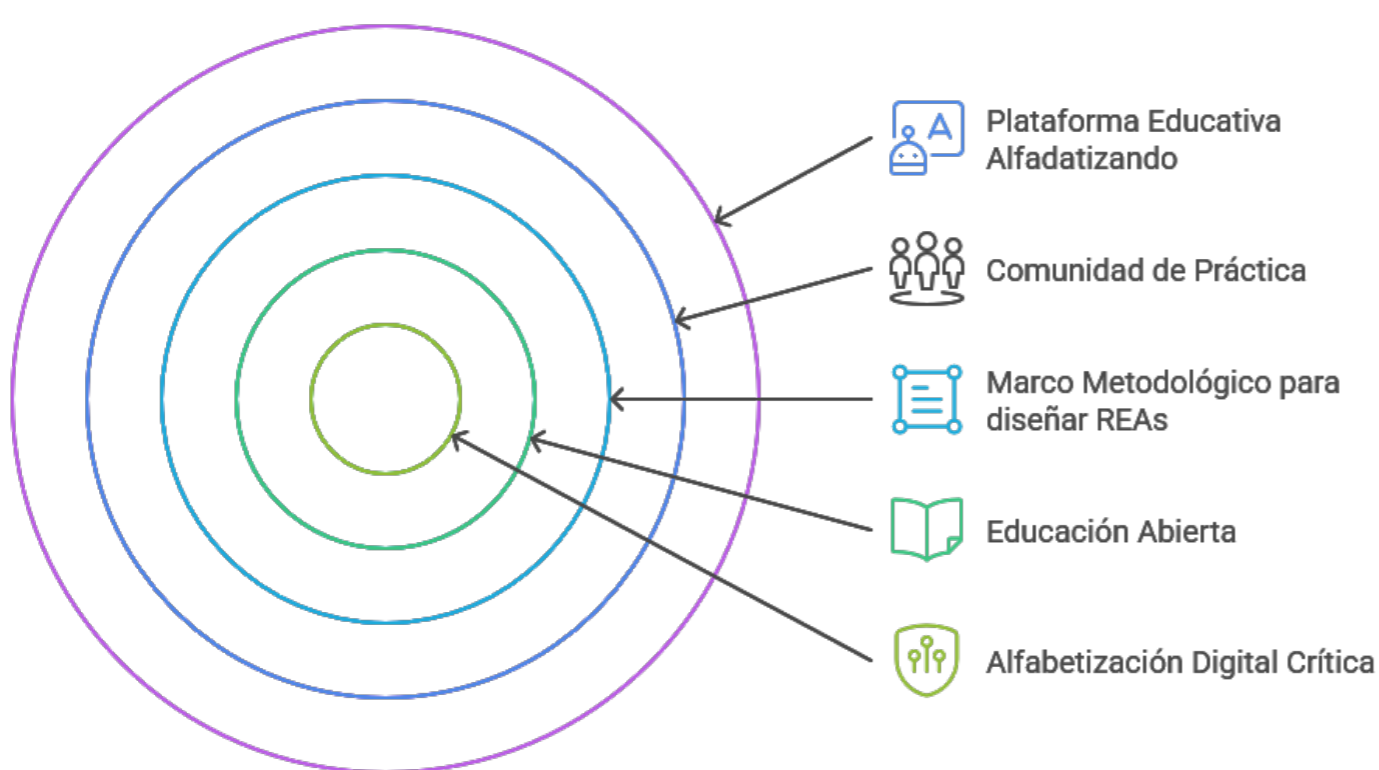 Plataforma Educativa
Alfadatizando
Comunidad de Práctica
Marco Metodológico para
diseñar REAs
Educación Abierta
Alfabetización Digital Crítica